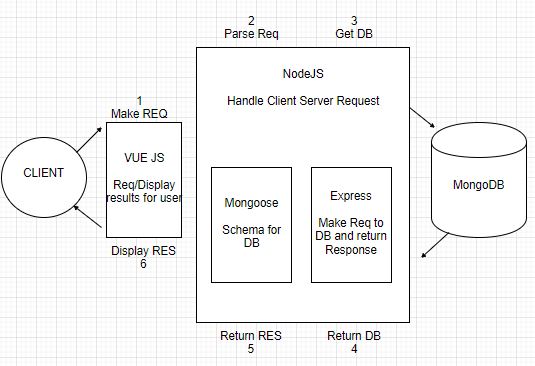 2
Parse Req
3
Get DB
NodeJS
Handle Client Server Request
1
Make REQ
CLIENT
VUE JS
Req/Display
results for user
Mongoose
Schema for
DB
Express
Make Req to
DB and return
Response
MongoDB
Display RES
6
Return RES
5
Return DB
4